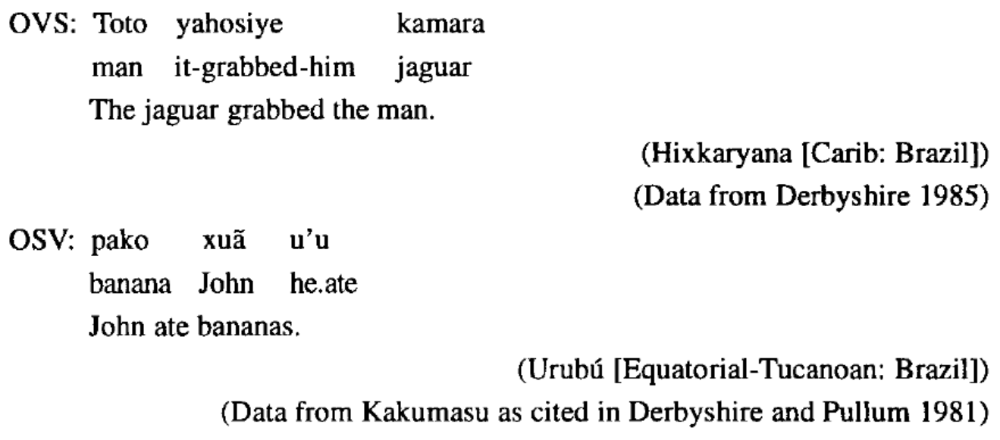 OVS: Toto yahosiye kamara
man it-grabbed-him jaguar
The jaguar grabbed the man.
(Hixkaryana [Carib: Brazil])
(Data from Derbyshire 1985)
OSV: pako xuã u’u
banana John he.ate
John ate bananas.
(Urubú [Equatorial-Tucanoan: Brazil])
(Data from Kakumasu as cited in Derbyshire and Pullum 1981)